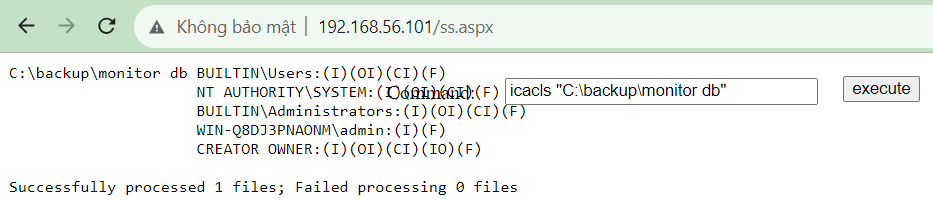 Không bảo mật 192.168.56.101/ss.aspx
C:\backup\monitor db BUILTIN\Users:(I)(OI)(CI)(F)
NT AUTHORITY\SYSTEM:(I)(OI)(CI)(F)
Command: icacls "C:\backup\monitor db" execute
BUILTIN\Administrators:(I)(OI)(CI)(F)
WIN-Q8DJ3PNAONM\admin:(I)(F)
CREATOR OWNER:(I)(OI)(CI)(IO)(F)
Successfully processed 1 files; Failed processing 0 files